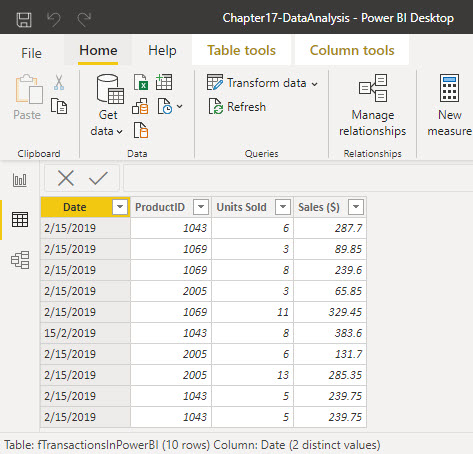 Chapter17-DataAnalysis - Power BI Desktop
File Home Help Table tools Column tools
Paste
Get data
Transform data
Refresh
Manage relationships
New measure
Clipboard Data Queries Relationships
Date ProductID Units Sold Sales ($)
2/15/2019 1043 6 287.7
2/15/2019 1069 3 89.85
2/15/2019 1069 8 239.6
2/15/2019 2005 3 65.85
2/15/2019 1069 11 329.45
15/2/2019 1043 8 383.6
2/15/2019 2005 6 131.7
2/15/2019 2005 13 285.35
2/15/2019 1043 5 239.75
2/15/2019 1043 5 239.75
Table: fTransactionsInPowerBI (10 rows) Column: Date (2 distinct values)